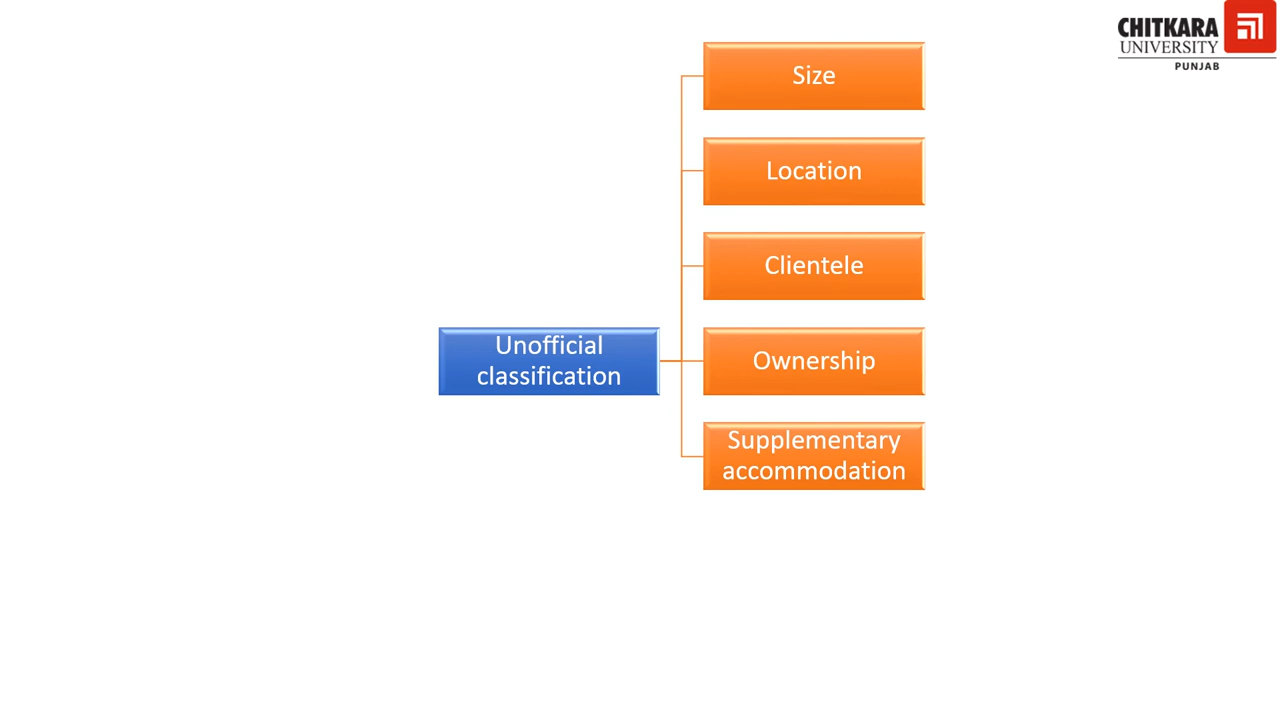 CHITKARA
UNIVERSITY
PUNJAB
Size
Location
Clientele
Unofficial
classification
Ownership
Supplementary
accommodation